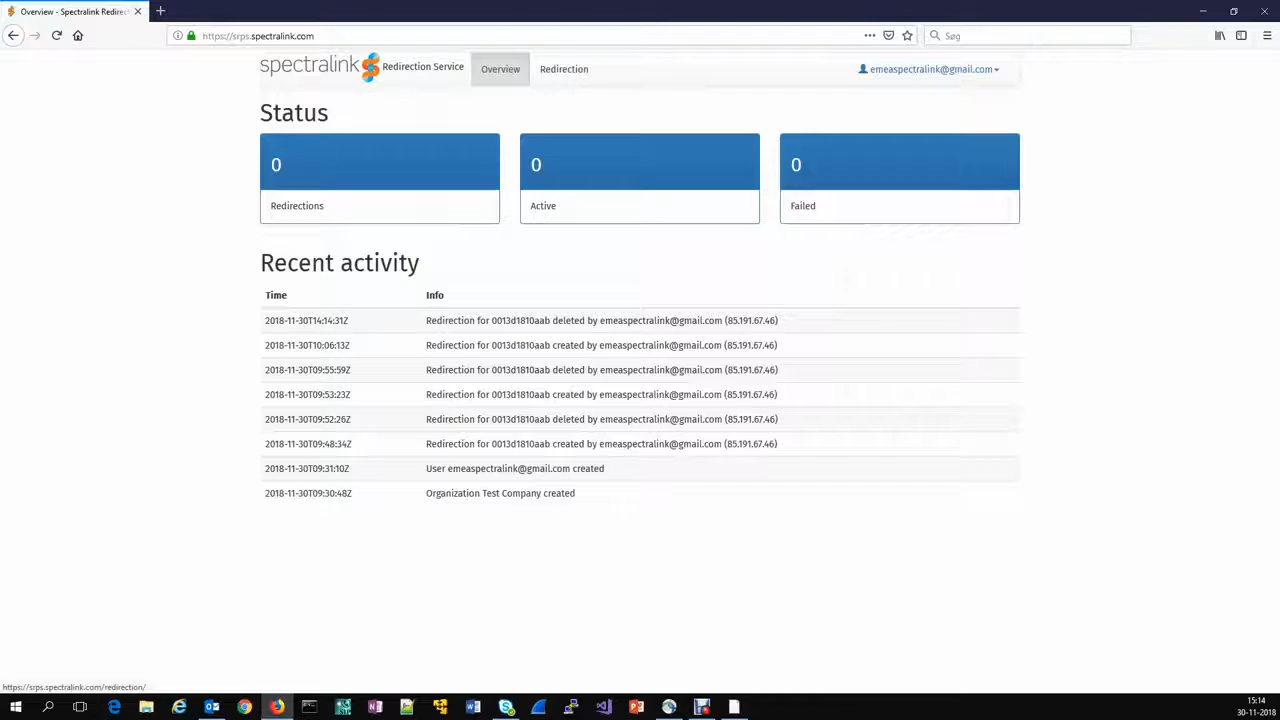 Overview - Spectralink Redirect
https://srps.spectralink.com
Søg
spectralink Redirection Service
Overview
Redirection
emeaspectralink@gmail.com
Status
0
0
0
Redirections
Active
Failed
Recent activity
Time Info
2018-11-30T14:14:31Z Redirection for 0013d1810aab deleted by emeaspectralink@gmail.com (85.191.67.46)
2018-11-30T10:06:13Z Redirection for 0013d1810aab created by emeaspectralink@gmail.com (85.191.67.46)
2018-11-30T09:55:59Z Redirection for 0013d1810aab deleted by emeaspectralink@gmail.com (85.191.67.46)
2018-11-30T09:53:23Z Redirection for 0013d1810aab created by emeaspectralink@gmail.com (85.191.67.46)
2018-11-30T09:52:26Z Redirection for 0013d1810aab deleted by emeaspectralink@gmail.com (85.191.67.46)
2018-11-30T09:48:34Z Redirection for 0013d1810aab created by emeaspectralink@gmail.com (85.191.67.46)
2018-11-30T09:31:10Z User emeaspectralink@gmail.com created
2018-11-30T09:30:48Z Organization Test Company created
https://srps.spectralink.com/redirection/
15:14
30-11-2018